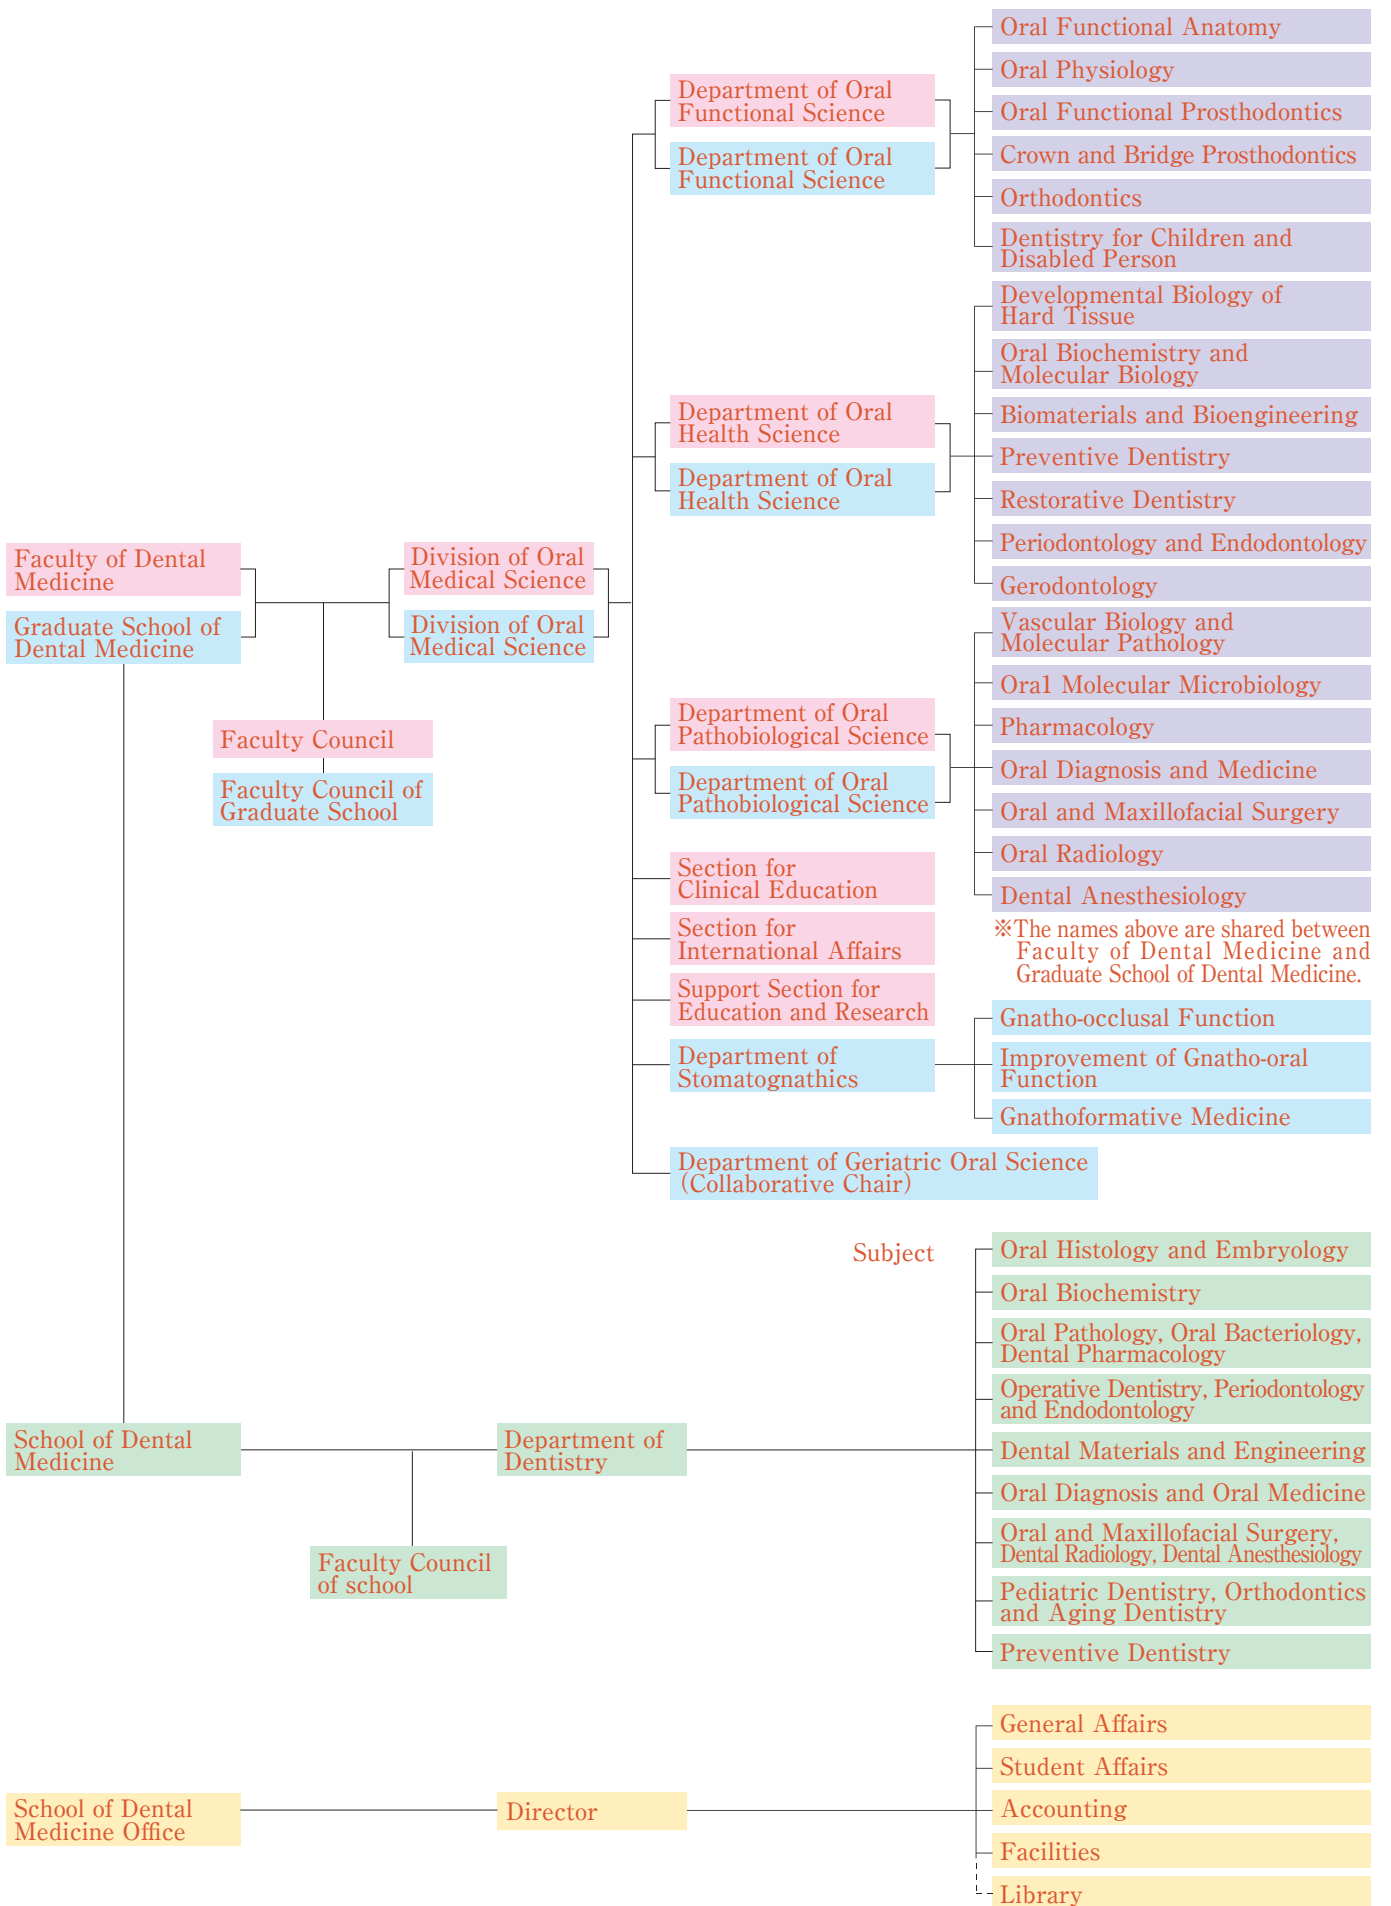 Faculty of Dental
Medicine
Graduate School of
Dental Medicine
Faculty Council
Faculty Council of
Graduate School
Division of Oral
Medical Science
Division of Oral
Medical Science
Department of Oral
Functional Science
Department of Oral
Functional Science
Oral Functional Anatomy
Oral Physiology
Oral Functional Prosthodontics
Crown and Bridge Prosthodontics
Orthodontics
Dentistry for Children and
Disabled Person
Department of Oral
Health Science
Department of Oral
Health Science
Developmental Biology of
Hard Tissue
Oral Biochemistry and
Molecular Biology
Biomaterials and Bioengineering
Preventive Dentistry
Restorative Dentistry
Periodontology and Endodontology
Gerodontology
Department of Oral
Pathobiological Science
Department of Oral
Pathobiological Science
Vascular Biology and
Molecular Pathology
Ora1 Molecular Microbiology
Pharmacology
Oral Diagnosis and Medicine
Oral and Maxillofacial Surgery
Oral Radiology
Dental Anesthesiology
※The names above are shared between
Faculty of Dental Medicine and
Graduate School of Dental Medicine.
Section for
Clinical Education
Section for
International Affairs
Support Section for
Education and Research
Department of
Stomatognathics
Gnatho-occlusal Function
Improvement of Gnatho-oral
Function
Gnathoformative Medicine
Department of Geriatric Oral Science
(Collaborative Chair)
School of Dental
Medicine
Faculty Council
of school
Department of
Dentistry
Subject
Oral Histology and Embryology
Oral Biochemistry
Oral Pathology, Oral Bacteriology,
Dental Pharmacology
Operative Dentistry, Periodontology
and Endodontology
Dental Materials and Engineering
Oral Diagnosis and Oral Medicine
Oral and Maxillofacial Surgery,
Dental Radiology, Dental Anesthesiology
Pediatric Dentistry, Orthodontics
and Aging Dentistry
Preventive Dentistry
School of Dental
Medicine Office
Director
General Affairs
Student Affairs
Accounting
Facilities
Library